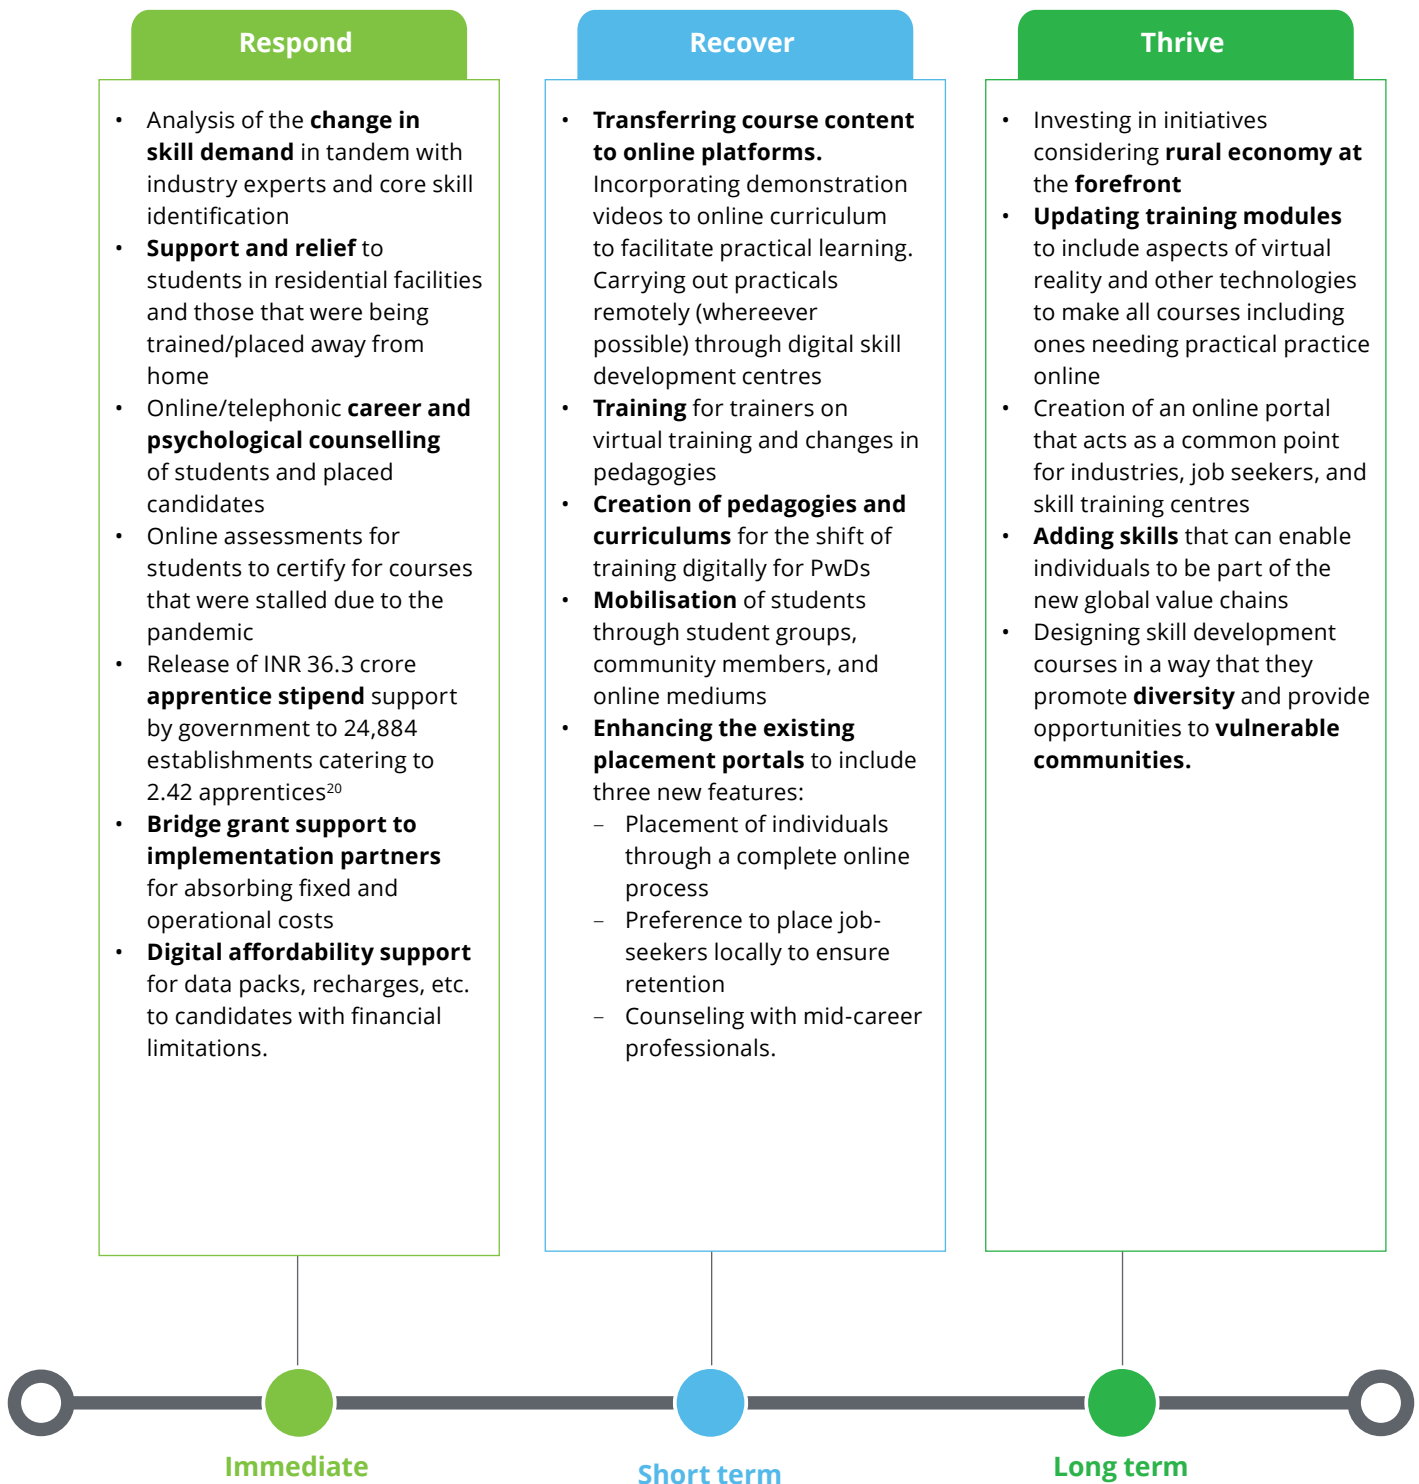 Respond
• Analysis of the change in
skill demand in tandem with
industry experts and core skill
identification
• Support and relief to
students in residential facilities
and those that were being
trained/placed away from
home
• Online/telephonic career and
psychological counselling
of students and placed
candidates
• Online assessments for
students to certify for courses
that were stalled due to the
pandemic
• Release of INR 36.3 crore
apprentice stipend support
by government to 24,884
establishments catering to
2.42 apprentices20
• Bridge grant support to
implementation partners
for absorbing fixed and
operational costs
• Digital affordability support
for data packs, recharges, etc.
to candidates with financial
limitations.
Recover
• Transferring course content
to online platforms.
Incorporating demonstration
videos to online curriculum
to facilitate practical learning.
Carrying out practicals
remotely (whereever
possible) through digital skill
development centres
• Training for trainers on
virtual training and changes in
pedagogies
• Creation of pedagogies and
curriculums for the shift of
training digitally for PwDs
• Mobilisation of students
through student groups,
community members, and
online mediums
• Enhancing the existing
placement portals to include
three new features:
– Placement of individuals
through a complete online
process
– Preference to place job-
seekers locally to ensure
retention
– Counseling with mid-career
professionals.
Thrive
• Investing in initiatives
considering rural economy at
the forefront
• Updating training modules
to include aspects of virtual
reality and other technologies
to make all courses including
ones needing practical practice
online
• Creation of an online portal
that acts as a common point
for industries, job seekers, and
skill training centres
• Adding skills that can enable
individuals to be part of the
new global value chains
• Designing skill development
courses in a way that they
promote diversity and provide
opportunities to vulnerable
communities.
Immediate
Short term
Long term